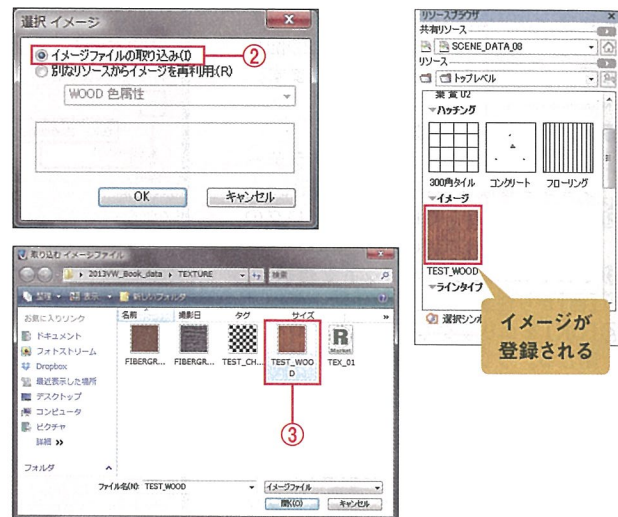 選択 イメージ
イメージファイルの取り込み(I)
②
別なリソースからイメージを再利用:(R)
WOOD 色属性
OK
キャンセル
取り込む イメージファイル
2013VW_Book_data
TEXTURE
検索
整理
表示
新しいフォルダ
お気に入りリンク
ドキュメント
フォトストリーム
Dropbox
最近表示した場所
デスクトップ
コンピュータ
ピクチャ
詳細 »
フォルダ
名前
撮影日
タグ
サイズ
»
FIBERGR...
FIBERGR...
TEST_CH...
TEST_WOO
D
R
Market
TEX_01
③
ファイル名(N): TEST_WOOD
イメージファイル
開く(O)
キャンセル
リソースブラウザ
共有リソース
SCENE_DATA_08
リソース
トップレベル
葉 寛 02
ハッチング
300角タイル
コンクリート
フローリング
イメージ
TEST_WOOD
ラインタイプ
選択シン
イメージが
登録される